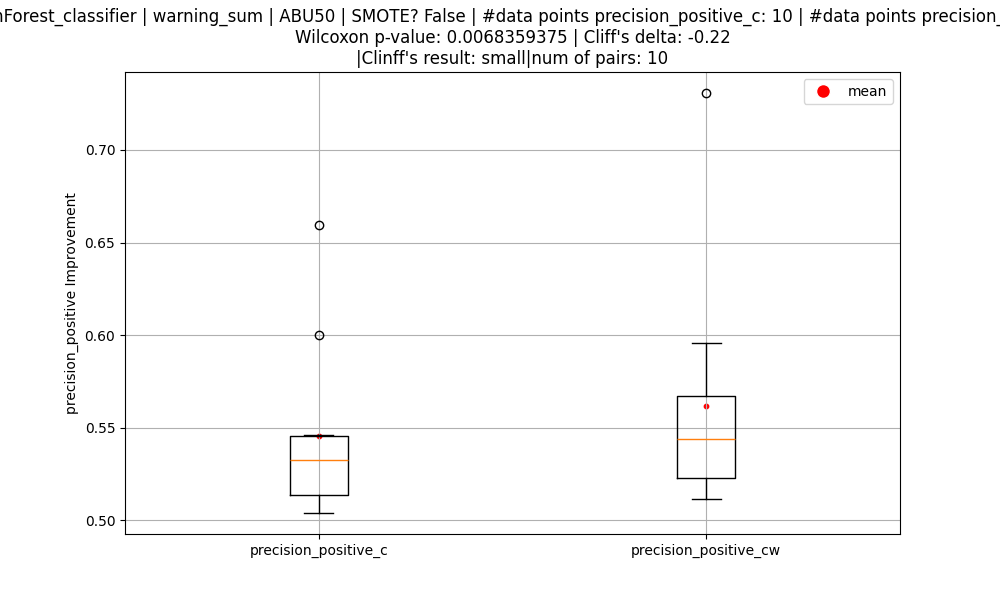 Forest_classifier | warning_sum | ABU50 | SMOTE? False | #data points precision_positive_c: 10 | #data points precision_
Wilcoxon p-value: 0.0068359375 | Cliff's delta: -0.22
|Clinff's result: small|num of pairs: 10
mean
0.70
0.65
0.60
0.55
0.50
precision_positive Improvement
precision_positive_c
precision_positive_cw